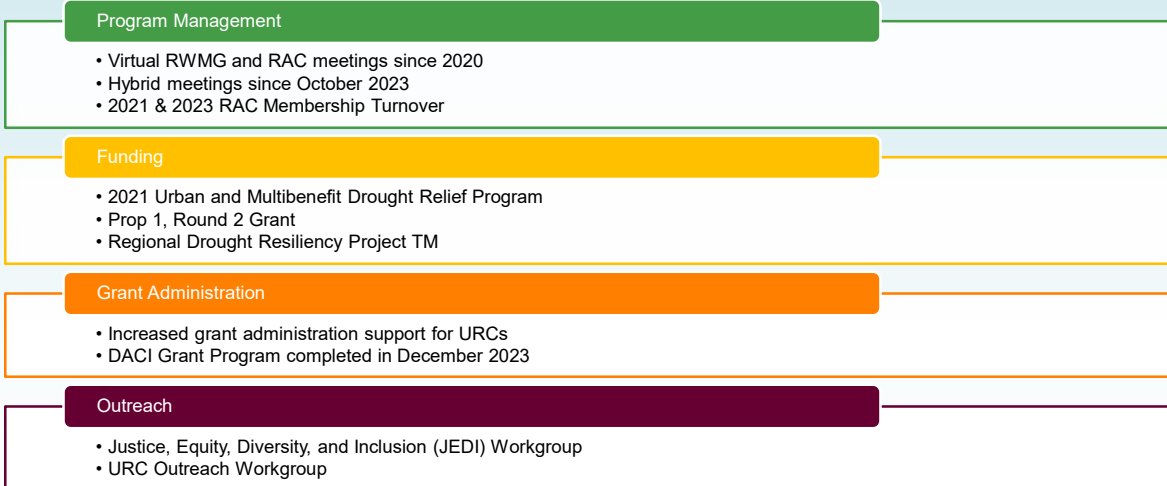 Program Management
• Virtual RWMG and RAC meetings since 2020
• Hybrid meetings since October 2023
• 2021 & 2023 RAC Membership Turnover
Funding
• 2021 Urban and Multibenefit Drought Relief Program
• Prop 1, Round 2 Grant
• Regional Drought Resiliency Project TM
Grant Administration
• Increased grant administration support for URCs
• DACI Grant Program completed in December 2023
Outreach
• Justice, Equity, Diversity, and Inclusion (JEDI) Workgroup
• URC Outreach Workgroup